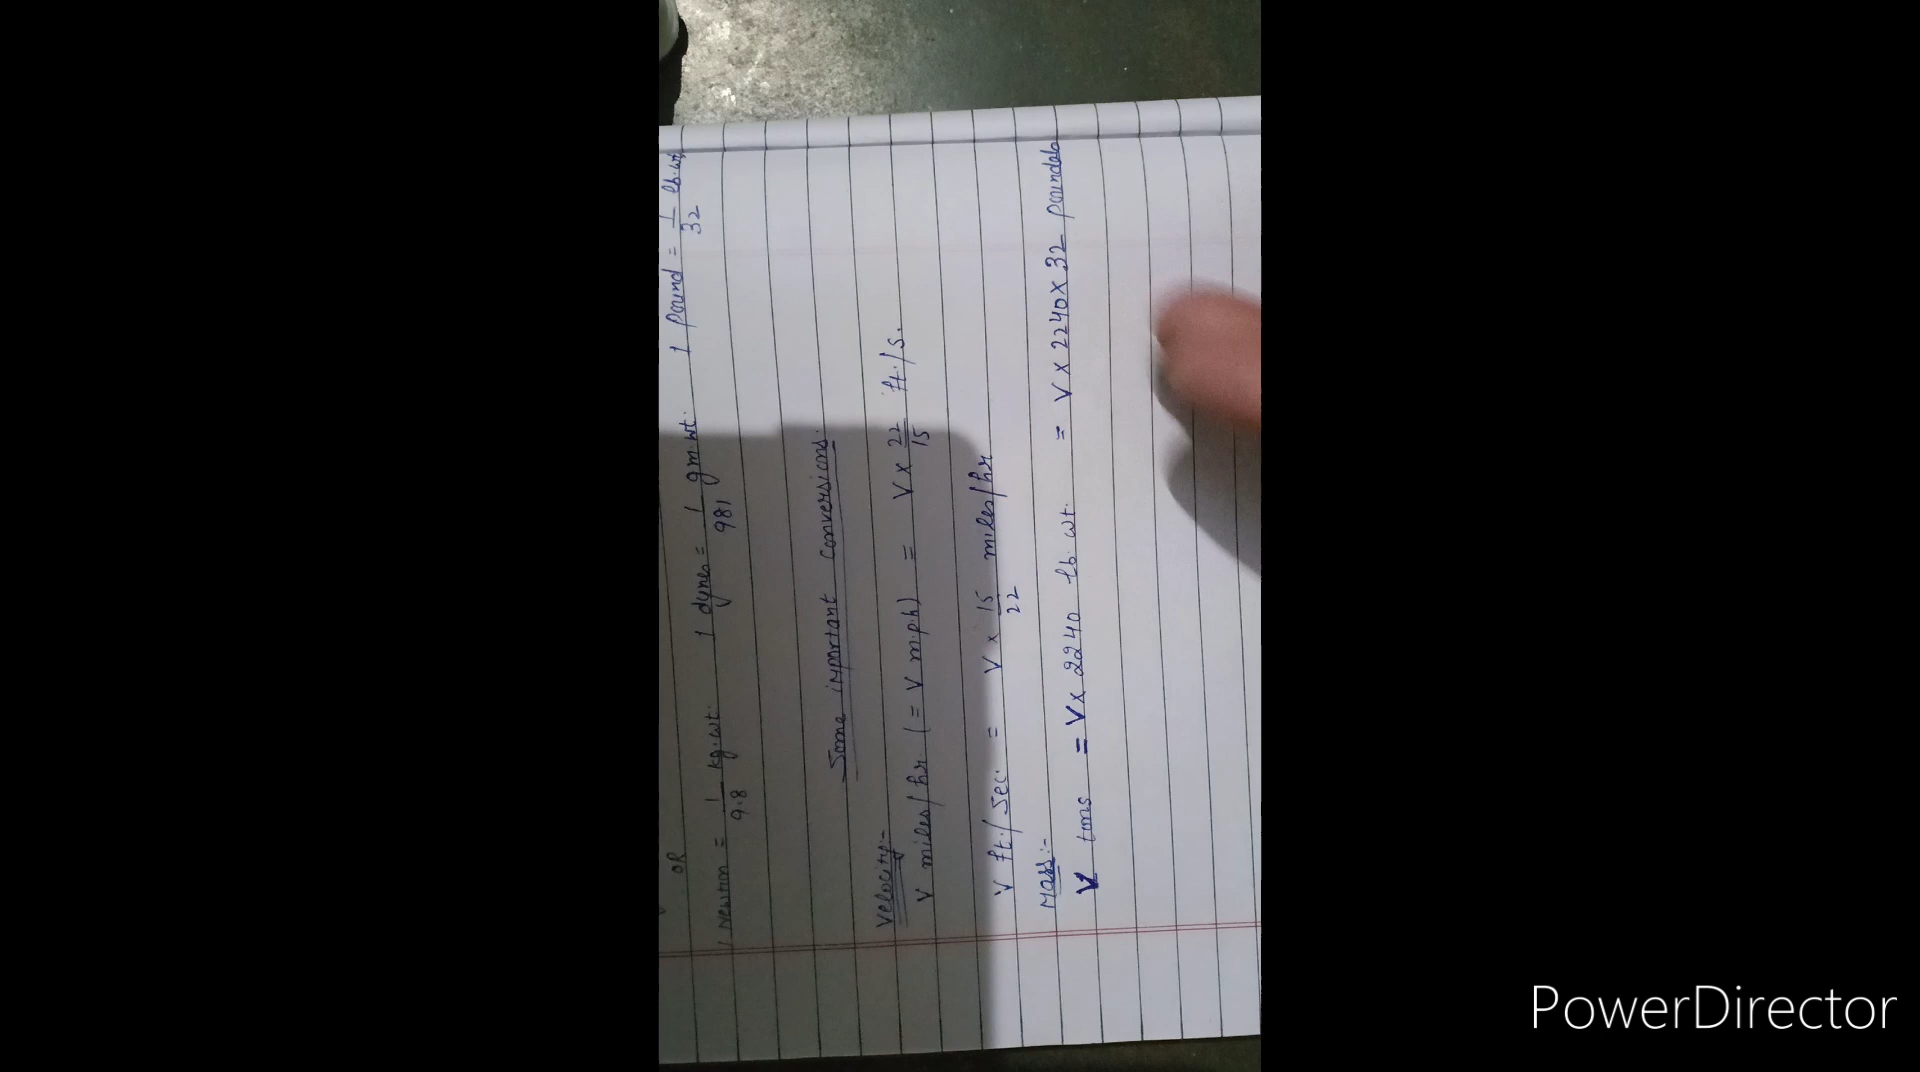 OR
1 Newton = 1/9.8 kg.wt. 1 dynes = 1/981 gm.wt. 1 Pound = 1/32 lb.wt.
Some important conversions.
Velocity:-
V miles/hr. (= V m.p.h) = V x 22/15 ft./s.
V ft./sec. = V x 15/22 miles/hr
Mass:-
V tons = V x 2240 lb.wt. = V x 2240 x 32 poundals
PowerDirector